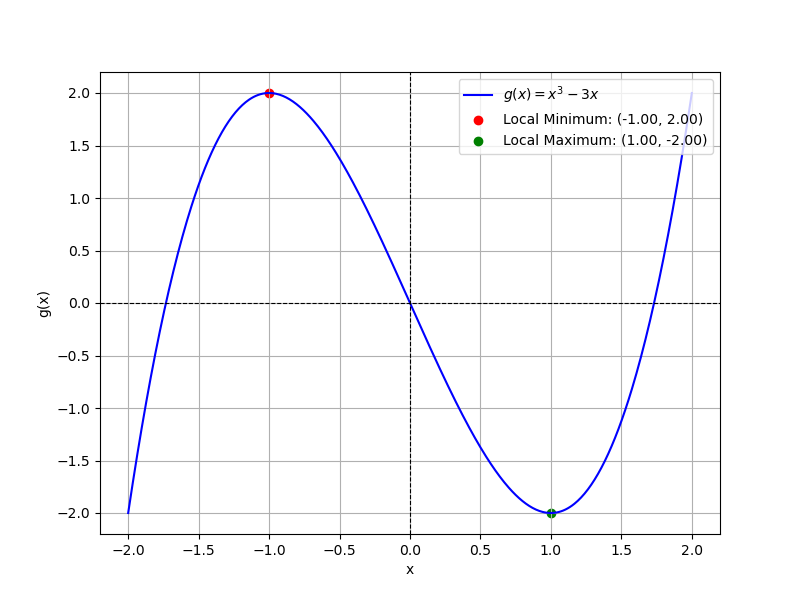 g(x) = x³ − 3x
Local Minimum: (-1.00, 2.00)
Local Maximum: (1.00, -2.00)
2.0
1.5
1.0
0.5
0.0
−0.5
−1.0
−1.5
−2.0
g(x)
−2.0 −1.5 −1.0 −0.5 0.0 0.5 1.0 1.5 2.0
x